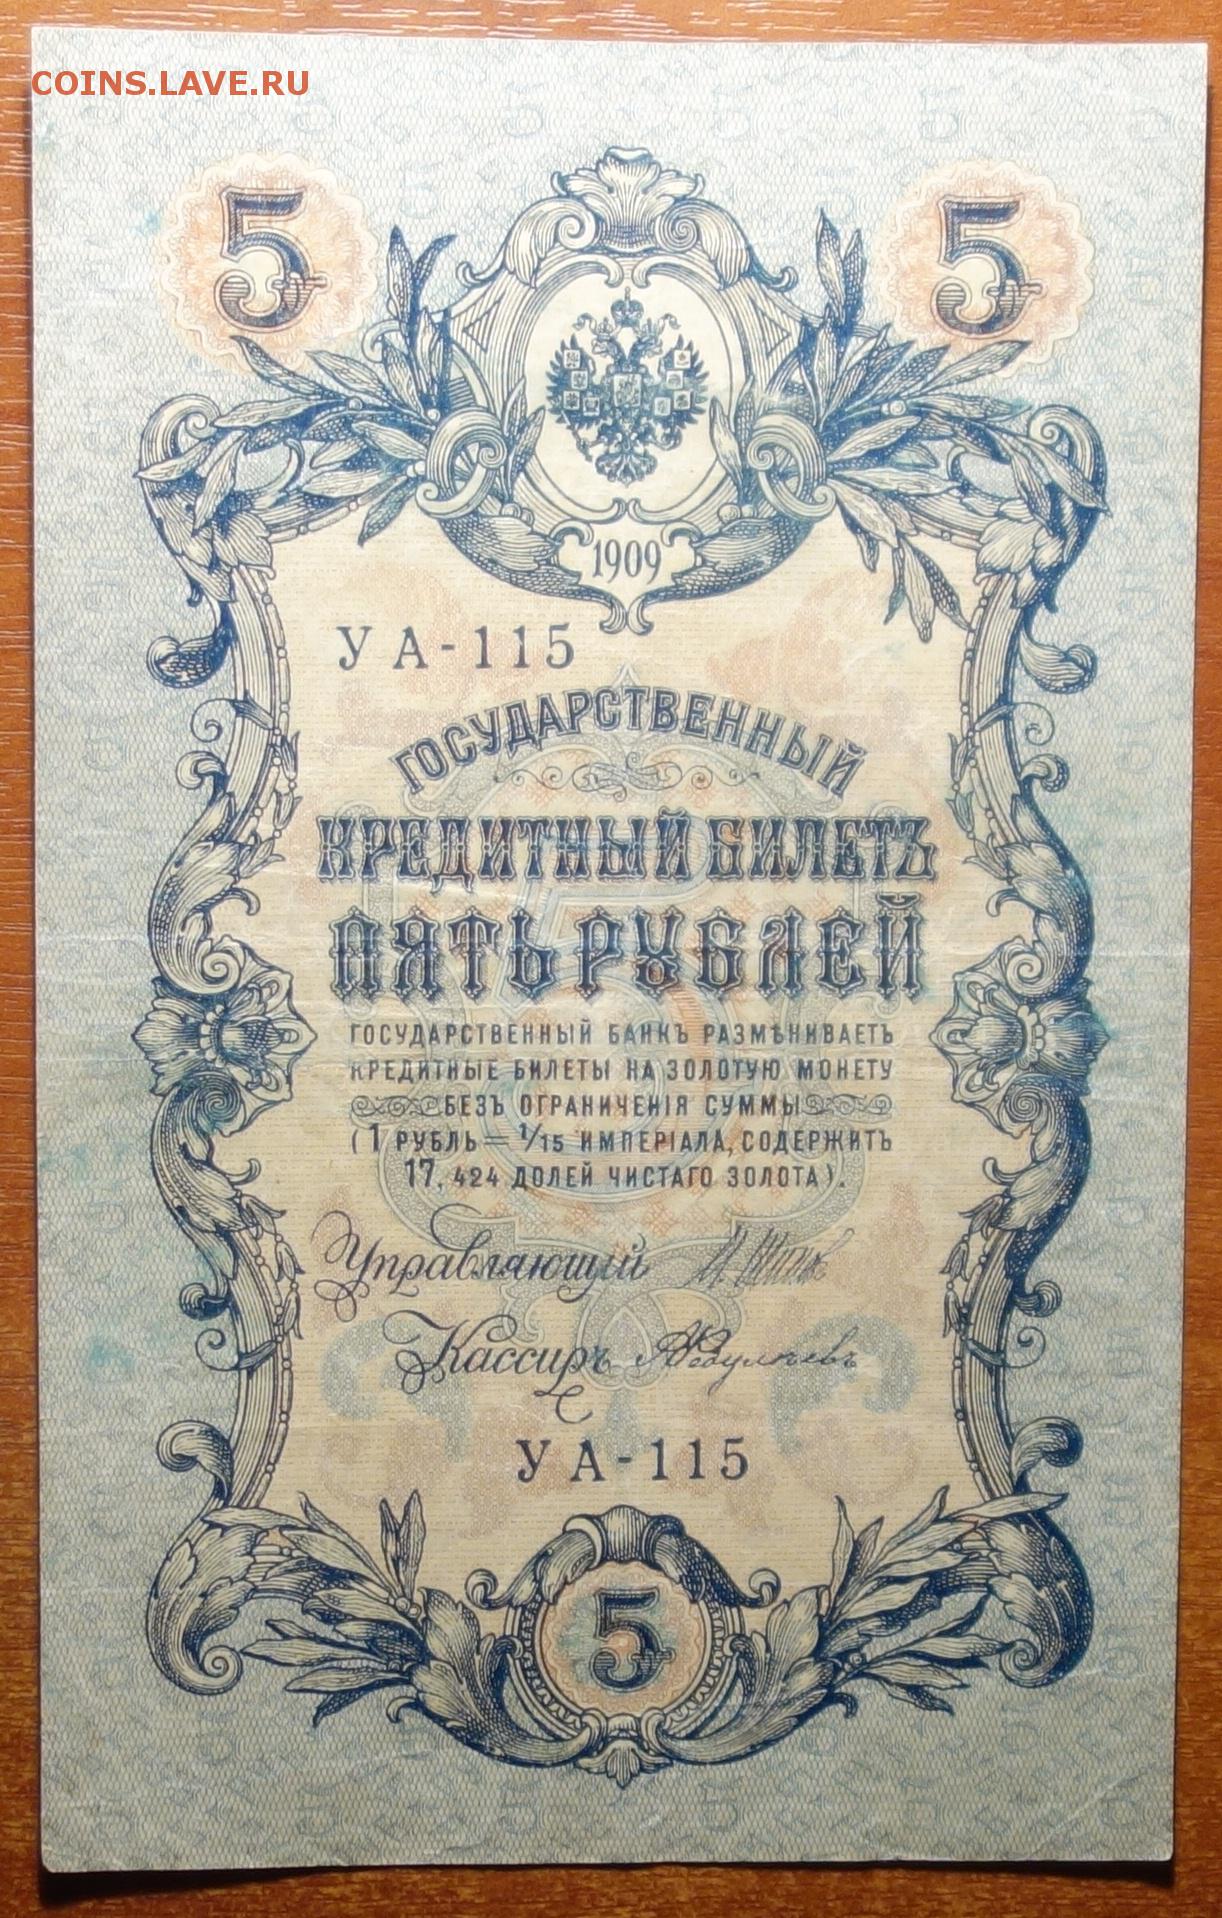 COINS.LAVE.RU
5 5
1909
УА-115
ГОСУДАРСТВЕННЫЙ
КРЕДИТНЫЙ БИЛЕТЪ
ПЯТЬ РУБЛЕЙ
ГОСУДАРСТВЕННЫЙ БАНКЪ РАЗМѢНИВАЕТЪ
КРЕДИТНЫЕ БИЛЕТЫ НА ЗОЛОТУЮ МОНЕТУ
БЕЗЪ ОГРАНИЧЕНІЯ СУММЫ
(1 РУБЛЬ = 1/15 ИМПЕРІАЛА, СОДЕРЖИТЪ
17,424 ДОЛЕЙ ЧИСТАГО ЗОЛОТА).
Управляющий
Кассиръ
УА-115
5